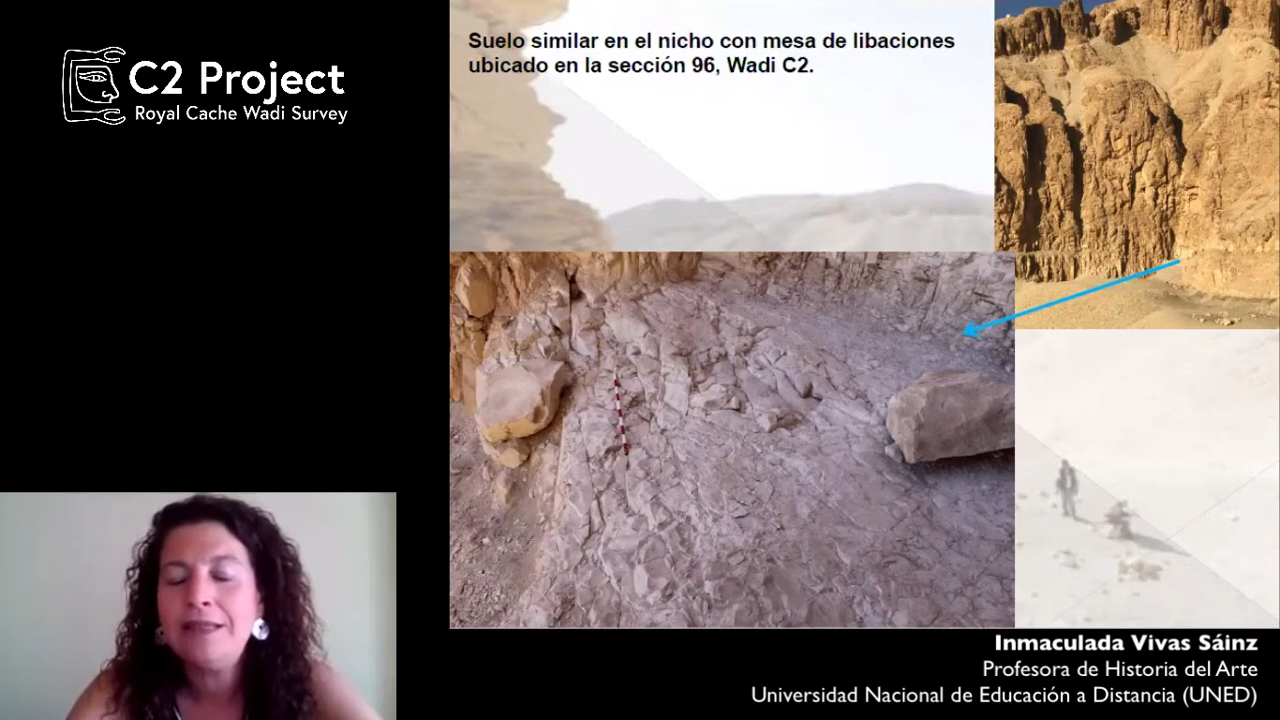 C2 Project
Royal Cache Wadi Survey
Suelo similar en el nicho con mesa de libaciones
ubicado en la sección 96, Wadi C2.
Inmaculada Vivas Sáinz
Profesora de Historia del Arte
Universidad Nacional de Educación a Distancia (UNED)